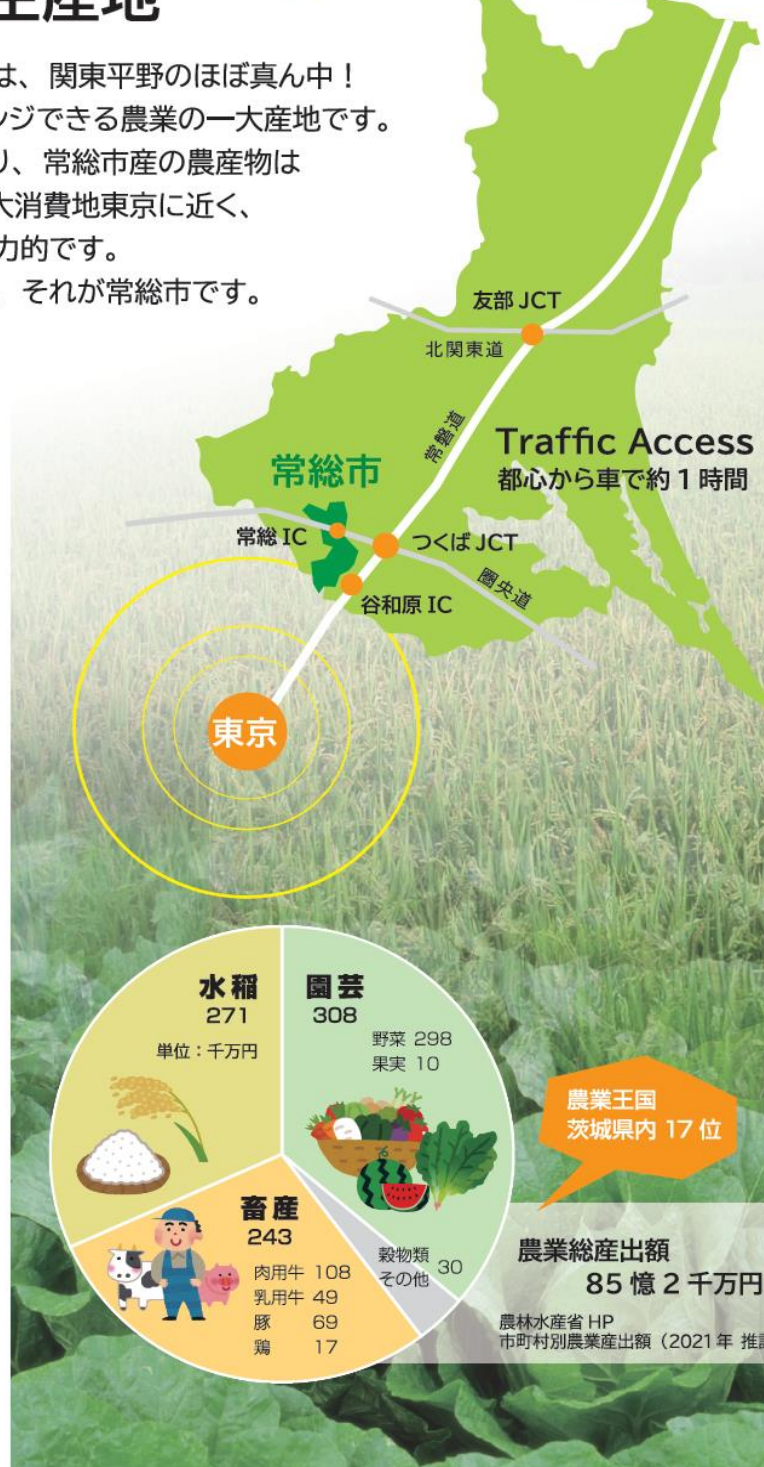 生産地
は、関東平野のほぼ真ん中！
ンジできる農業の一大産地です。
り、常総市産の農産物は
大消費地東京に近く、
力的です。
、それが常総市です。
友部 JCT
北関東道
常磐道
Traffic Access
都心から車で約 1 時間
常総市
常総 IC
つくば JCT
圏央道
谷和原 IC
東京
水稲
271
単位：千万円
園芸
308
野菜 298
果実 10
農業王国
茨城県内 17 位
畜産
243
肉用牛 108
乳用牛 49
豚 69
鶏 17
穀物類
その他 30
農業総産出額
85 憶 2 千万円
農林水産省 HP
市町村別農業産出額（2021 年 推